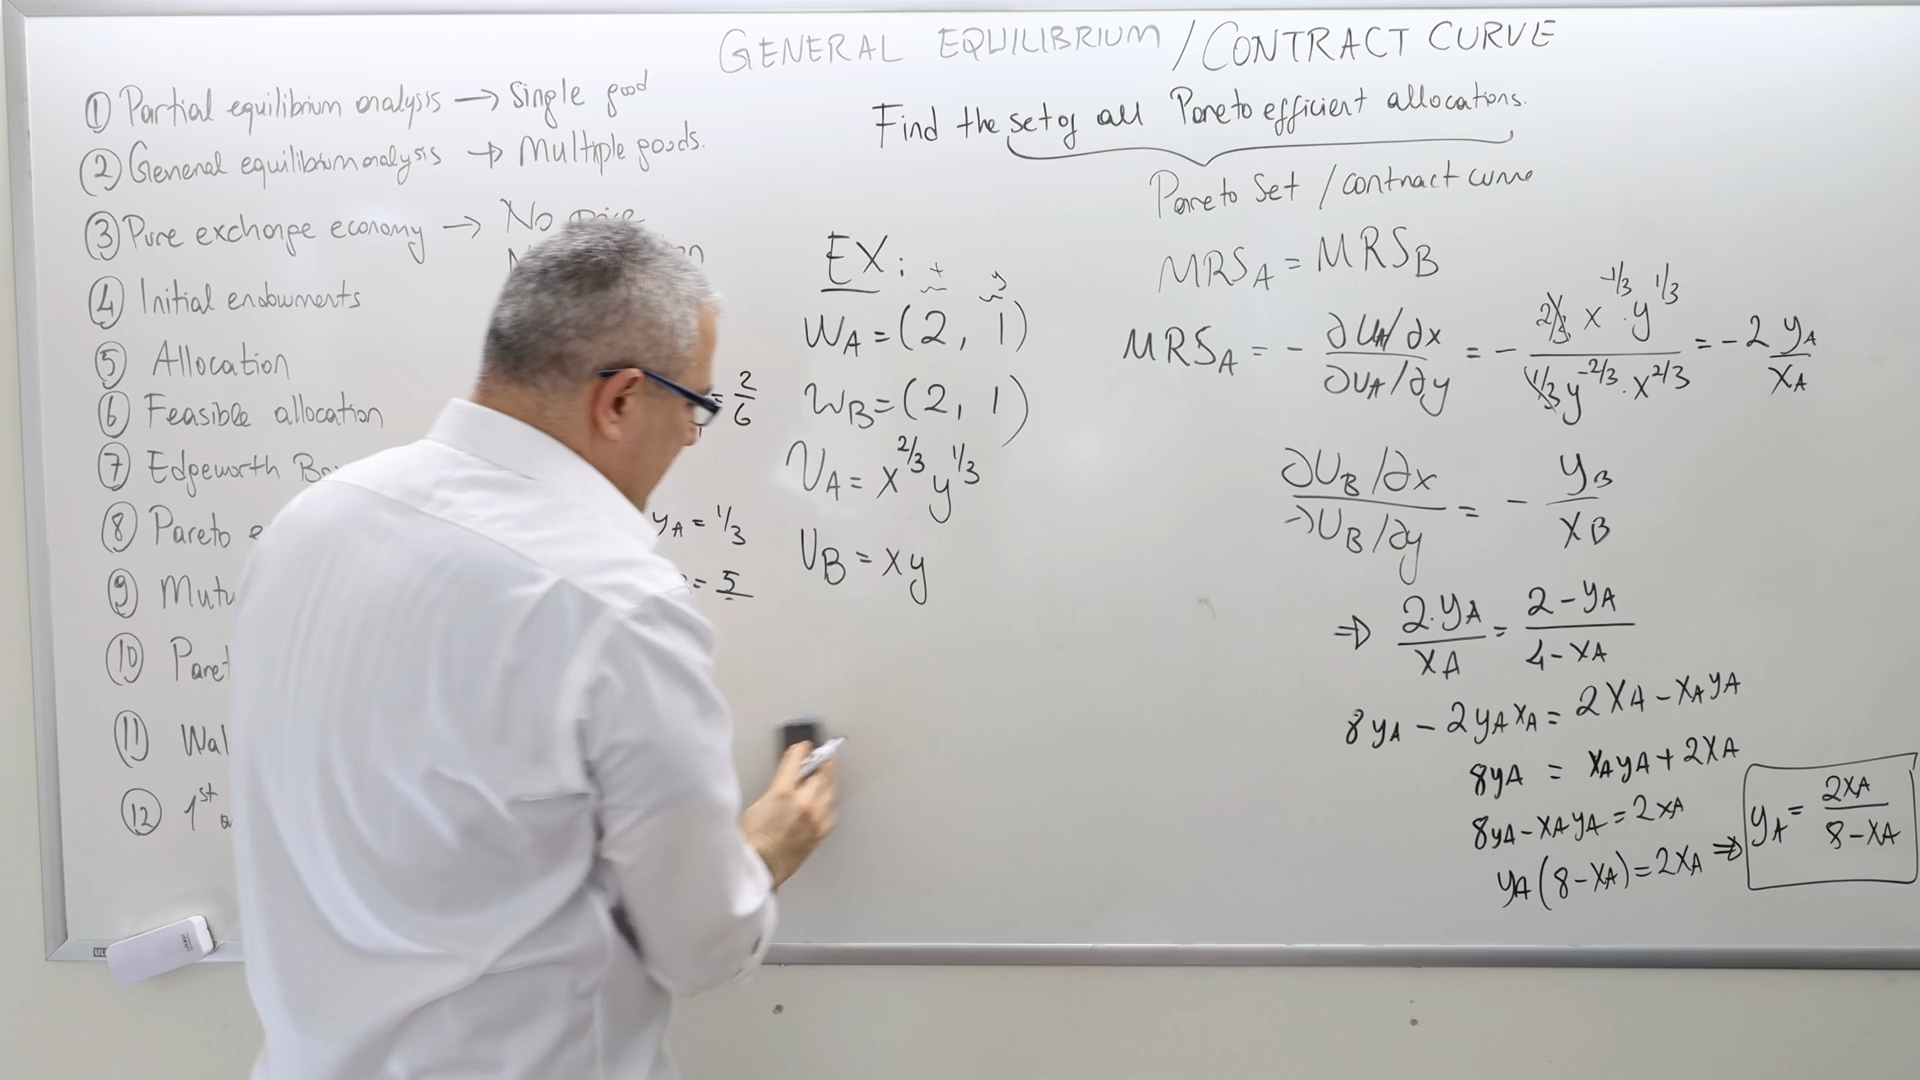 GENERAL EQUILIBRIUM / CONTRACT CURVE
① Partial equilibrium analysis → Single good
② General equilibrium analysis → Multiple goods.
③ Pure exchange economy → No
④ Initial endowments
⑤ Allocation
⑥ Feasible allocation
⑦ Edgeworth
⑧ Pareto
⑨
⑩
⑪
⑫ 1st
= 2/6
yA = 1/3
= 5
EX:
x y
WA = (2, 1)
WB = (2, 1)
UA = x^2/3 y^1/3
UB = xy
Find the set of all Pareto efficient allocations.
Pareto Set / contract curve
MRSA = MRSB
MRSA = - ∂UA/∂x / ∂UA/∂y = - 2/3 x^-1/3 · y^1/3 / 1/3 y^-2/3 · x^2/3 = -2 yA/xA
∂UB/∂x / ∂UB/∂y = - yB/xB
⇒ 2·yA/xA = 2-yA/4-xA
8yA - 2yAxA = 2xA - xAyA
8yA = xAyA + 2xA
8yA - xAyA = 2xA
yA(8-xA) = 2xA ⇒ yA = 2xA/8-xA